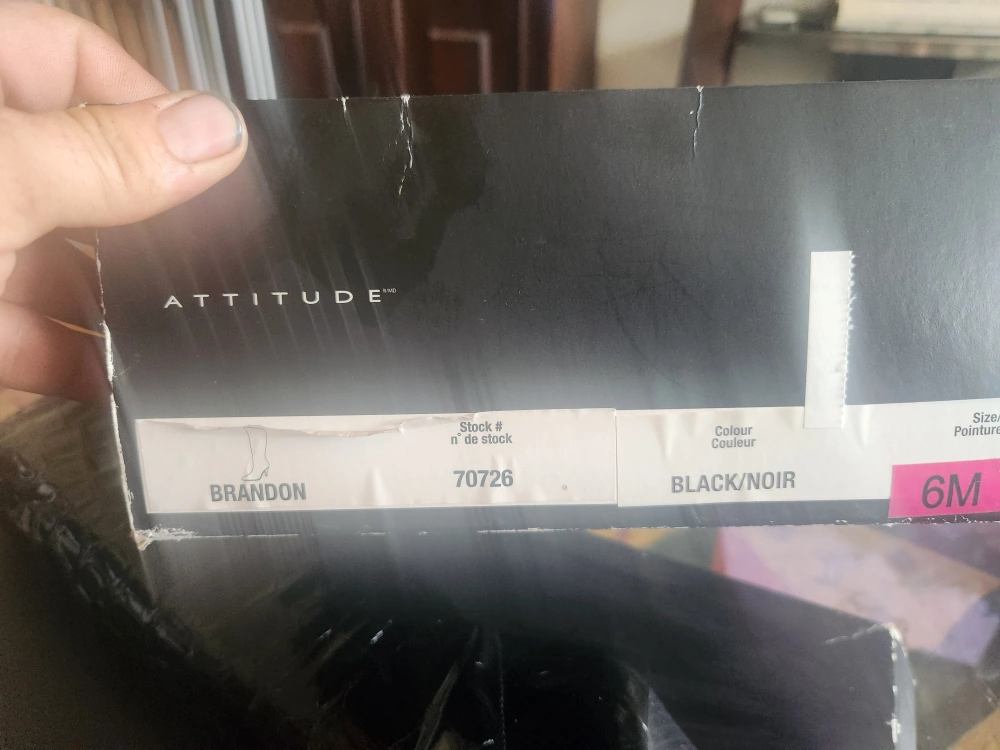 ATTITUDE
Stock #
n° de stock
Colour
Couleur
Size/
Pointure
BRANDON
70726
BLACK/NOIR
6M